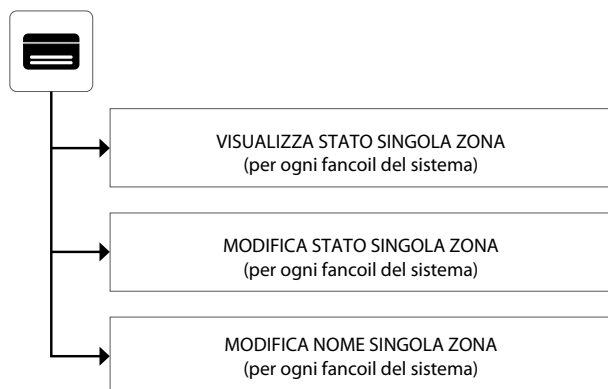 VISUALIZZA STATO SINGOLA ZONA
(per ogni fancoil del sistema)
MODIFICA STATO SINGOLA ZONA
(per ogni fancoil del sistema)
MODIFICA NOME SINGOLA ZONA
(per ogni fancoil del sistema)